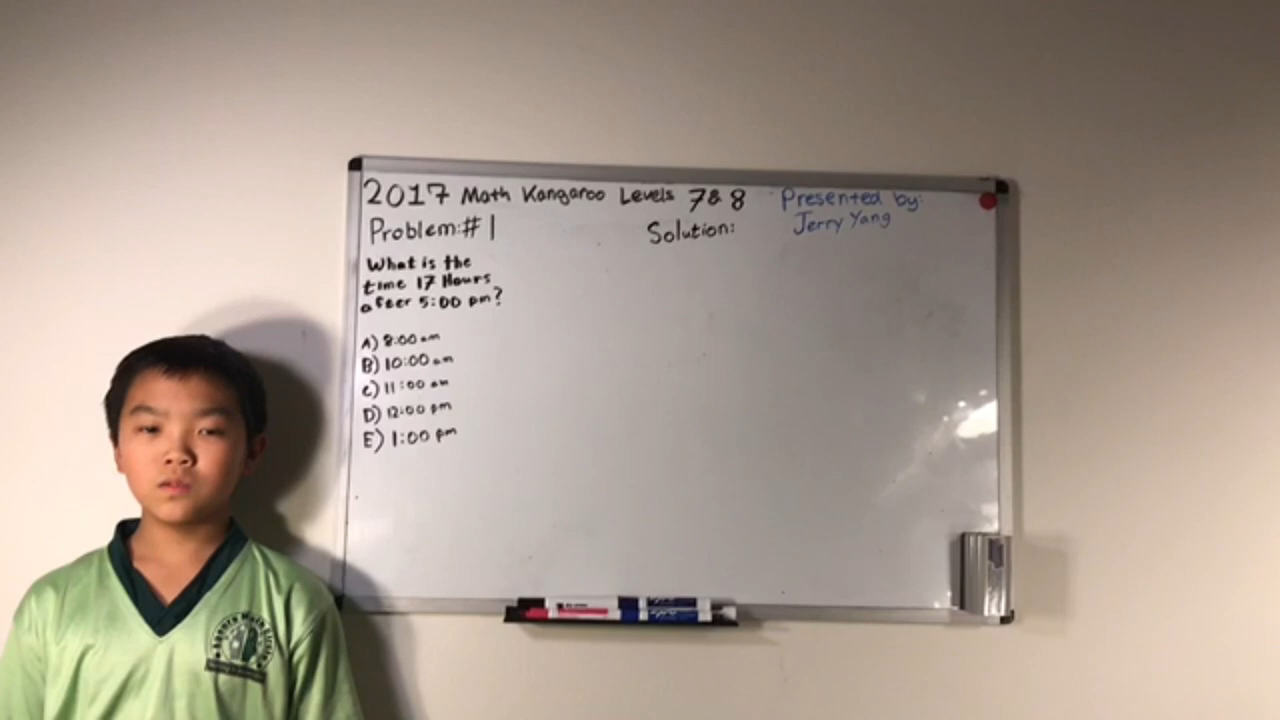 2017 Math Kangaroo Levels 7 & 8
Presented by:
Jerry Yang
Problem:# 1
Solution:
What is the
time 17 Hours
after 5:00 pm?
A) 8:00 am
B) 10:00 am
C) 11:00 am
D) 12:00 pm
E) 1:00 pm